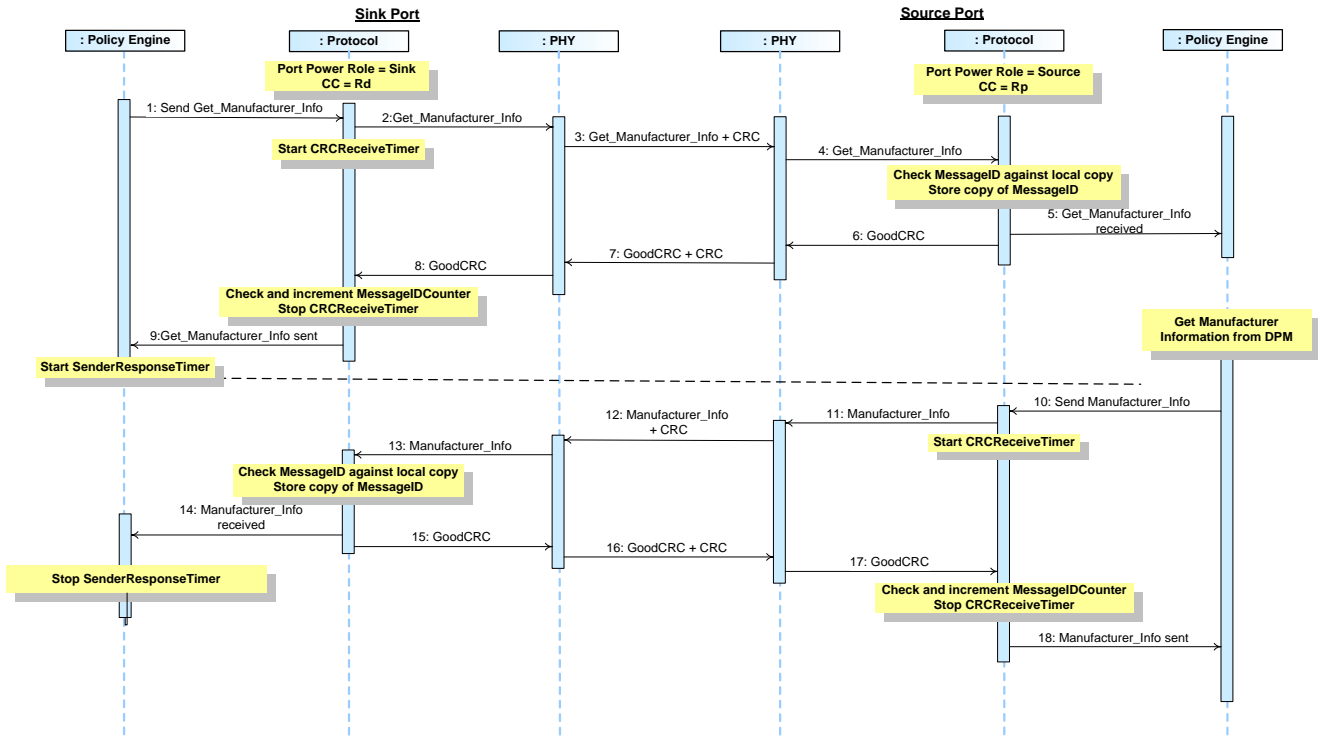 Sink Port
Source Port
: Policy Engine
: Protocol
: PHY
: PHY
: Protocol
: Policy Engine
Port Power Role = Sink
CC = Rd
Port Power Role = Source
CC = Rp
1: Send Get_Manufacturer_Info
2:Get_Manufacturer_Info
Start CRCReceiveTimer
3: Get_Manufacturer_Info + CRC
4: Get_Manufacturer_Info
Check MessageID against local copy
Store copy of MessageID
5: Get_Manufacturer_Info
received
6: GoodCRC
7: GoodCRC + CRC
8: GoodCRC
Check and increment MessageIDCounter
Stop CRCReceiveTimer
9:Get_Manufacturer_Info sent
Start SenderResponseTimer
Get Manufacturer
Information from DPM
10: Send Manufacturer_Info
11: Manufacturer_Info
Start CRCReceiveTimer
12: Manufacturer_Info
+ CRC
13: Manufacturer_Info
Check MessageID against local copy
Store copy of MessageID
14: Manufacturer_Info
received
15: GoodCRC
16: GoodCRC + CRC
17: GoodCRC
Stop SenderResponseTimer
Check and increment MessageIDCounter
Stop CRCReceiveTimer
18: Manufacturer_Info sent